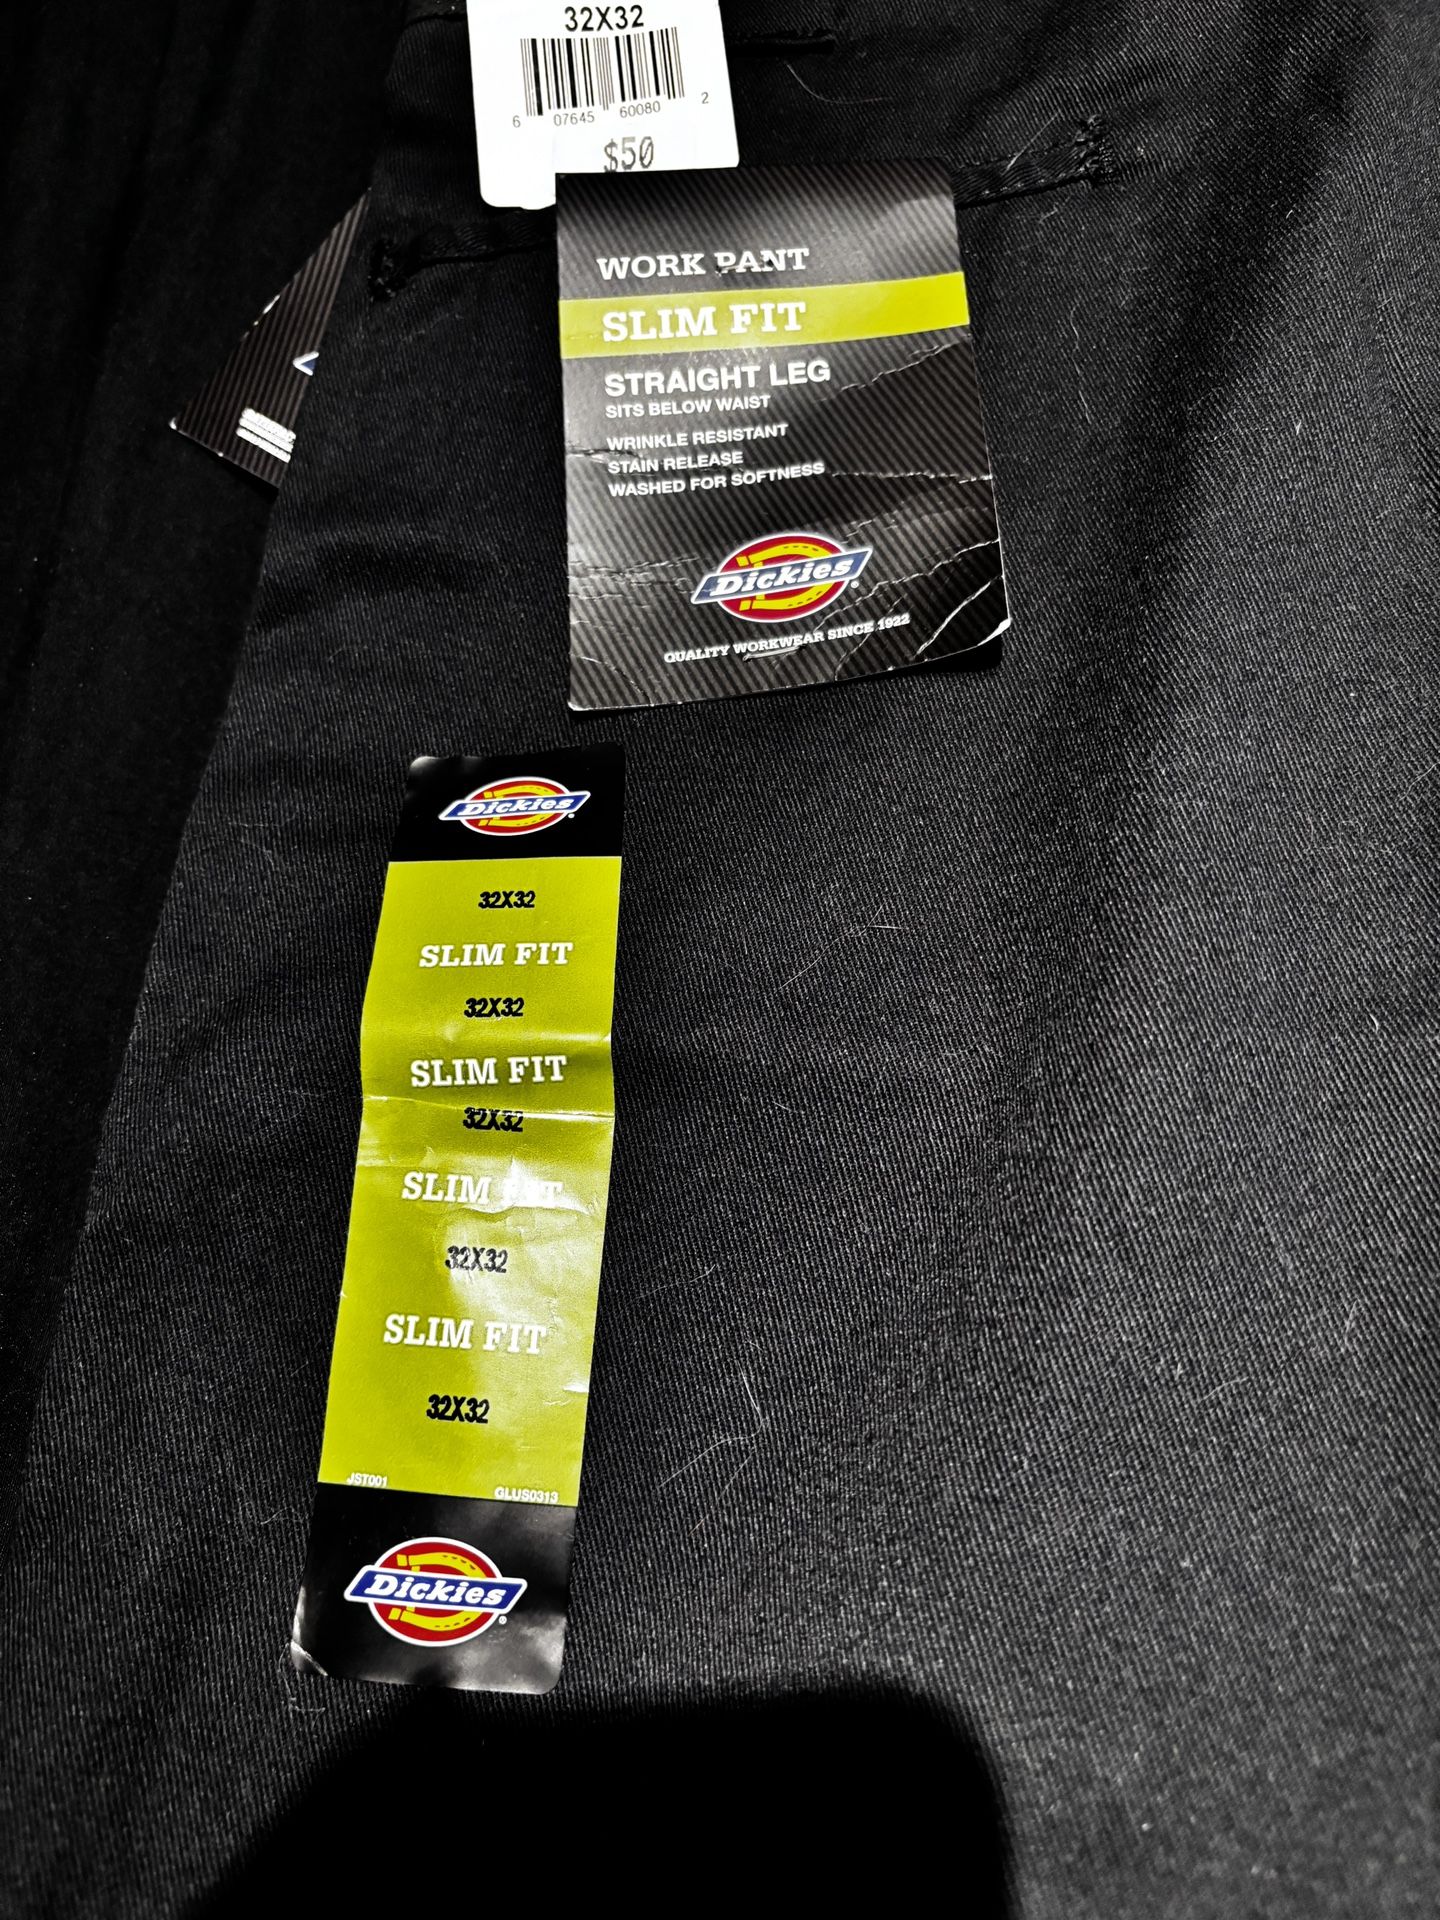 32X32
6 07645 60080 2
$50
WORK PANT
SLIM FIT
STRAIGHT LEG
SITS BELOW WAIST
WRINKLE RESISTANT
STAIN RELEASE
WASHED FOR SOFTNESS
Dickies®
QUALITY WORKWEAR SINCE 1922
Dickies®
32X32
SLIM FIT
32X32
SLIM FIT
32X32
SLIM FIT
32X32
SLIM FIT
32X32
JST001
GLUS0313
Dickies®